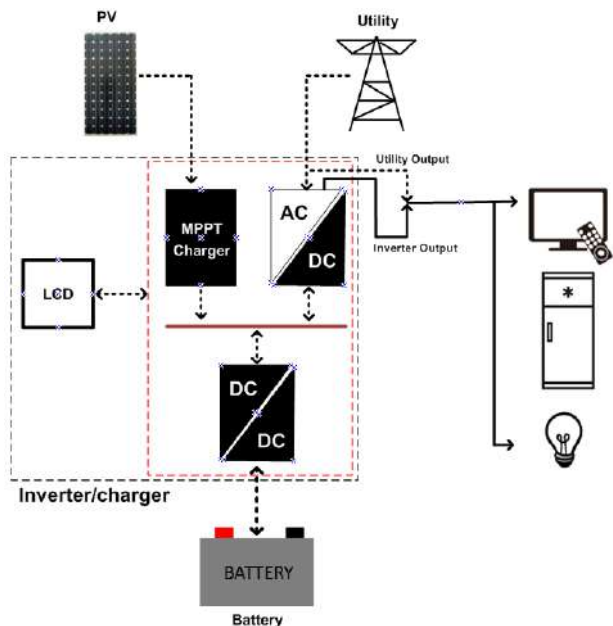 PV
Utility
Utility Output
MPPT
Charger
AC
DC
Inverter Output
LCD
DC
DC
Inverter/charger
BATTERY
Battery